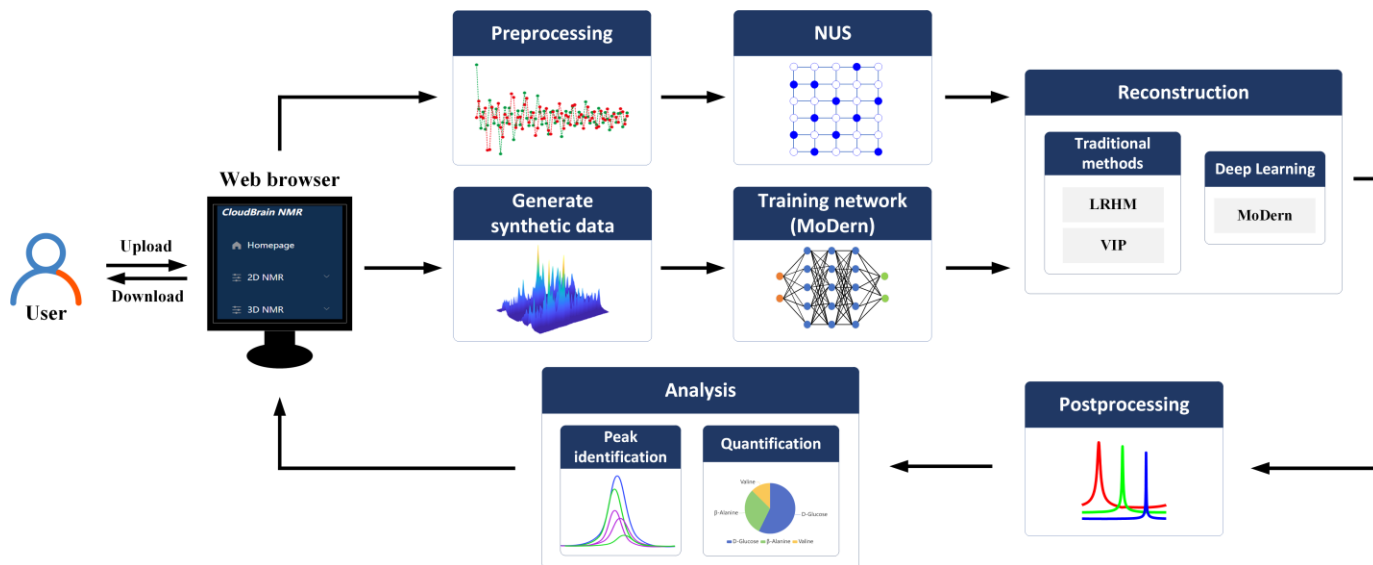 Preprocessing
NUS
Reconstruction
Traditional
methods
LRHM
VIP
Deep Learning
MoDern
Web browser
CloudBrain NMR
Homepage
2D NMR
3D NMR
Upload
Download
User
Generate
synthetic data
Training network
(MoDern)
Analysis
Peak
identification
Quantification
Valine
β-Alanine
D-Glucose
D-Glucose β-Alanine Valine
Postprocessing